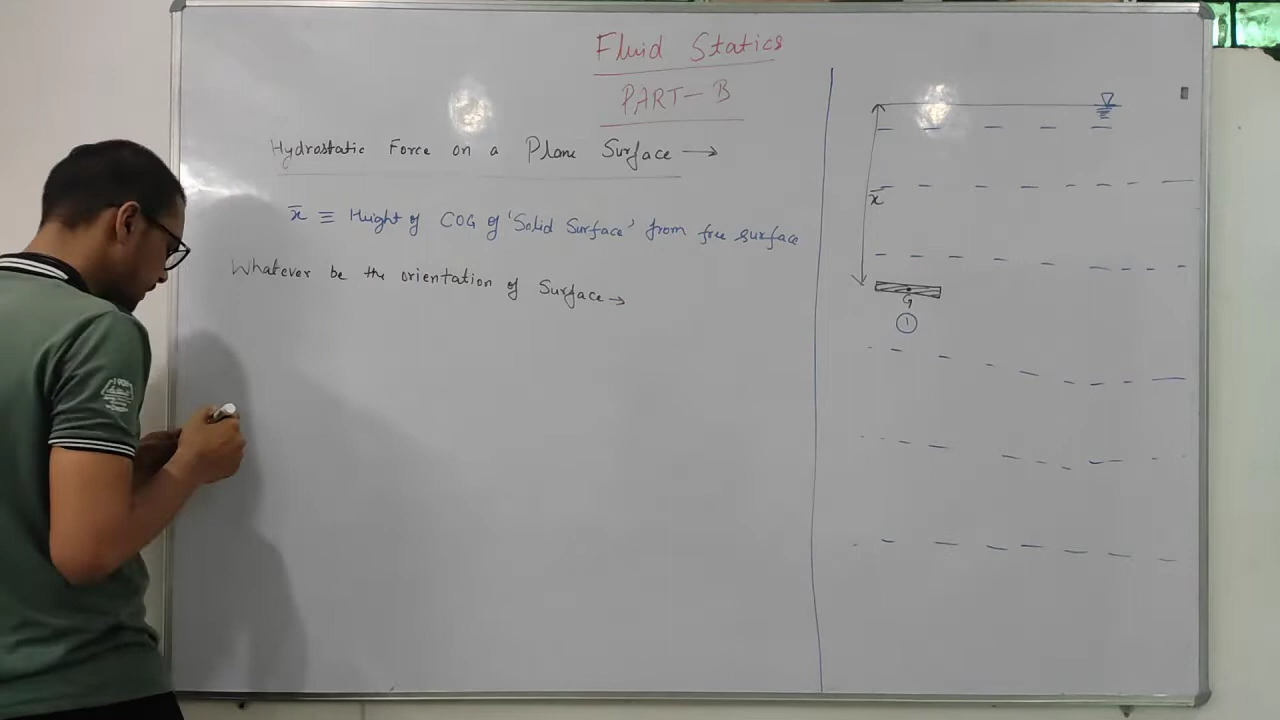 Fluid Statics
PART-B
Hydrostatic Force on a Plane Surface →
x̄ ≡ Height of COG of 'Solid Surface' from free surface
Whatever be the orientation of Surface →
x̄
G
1